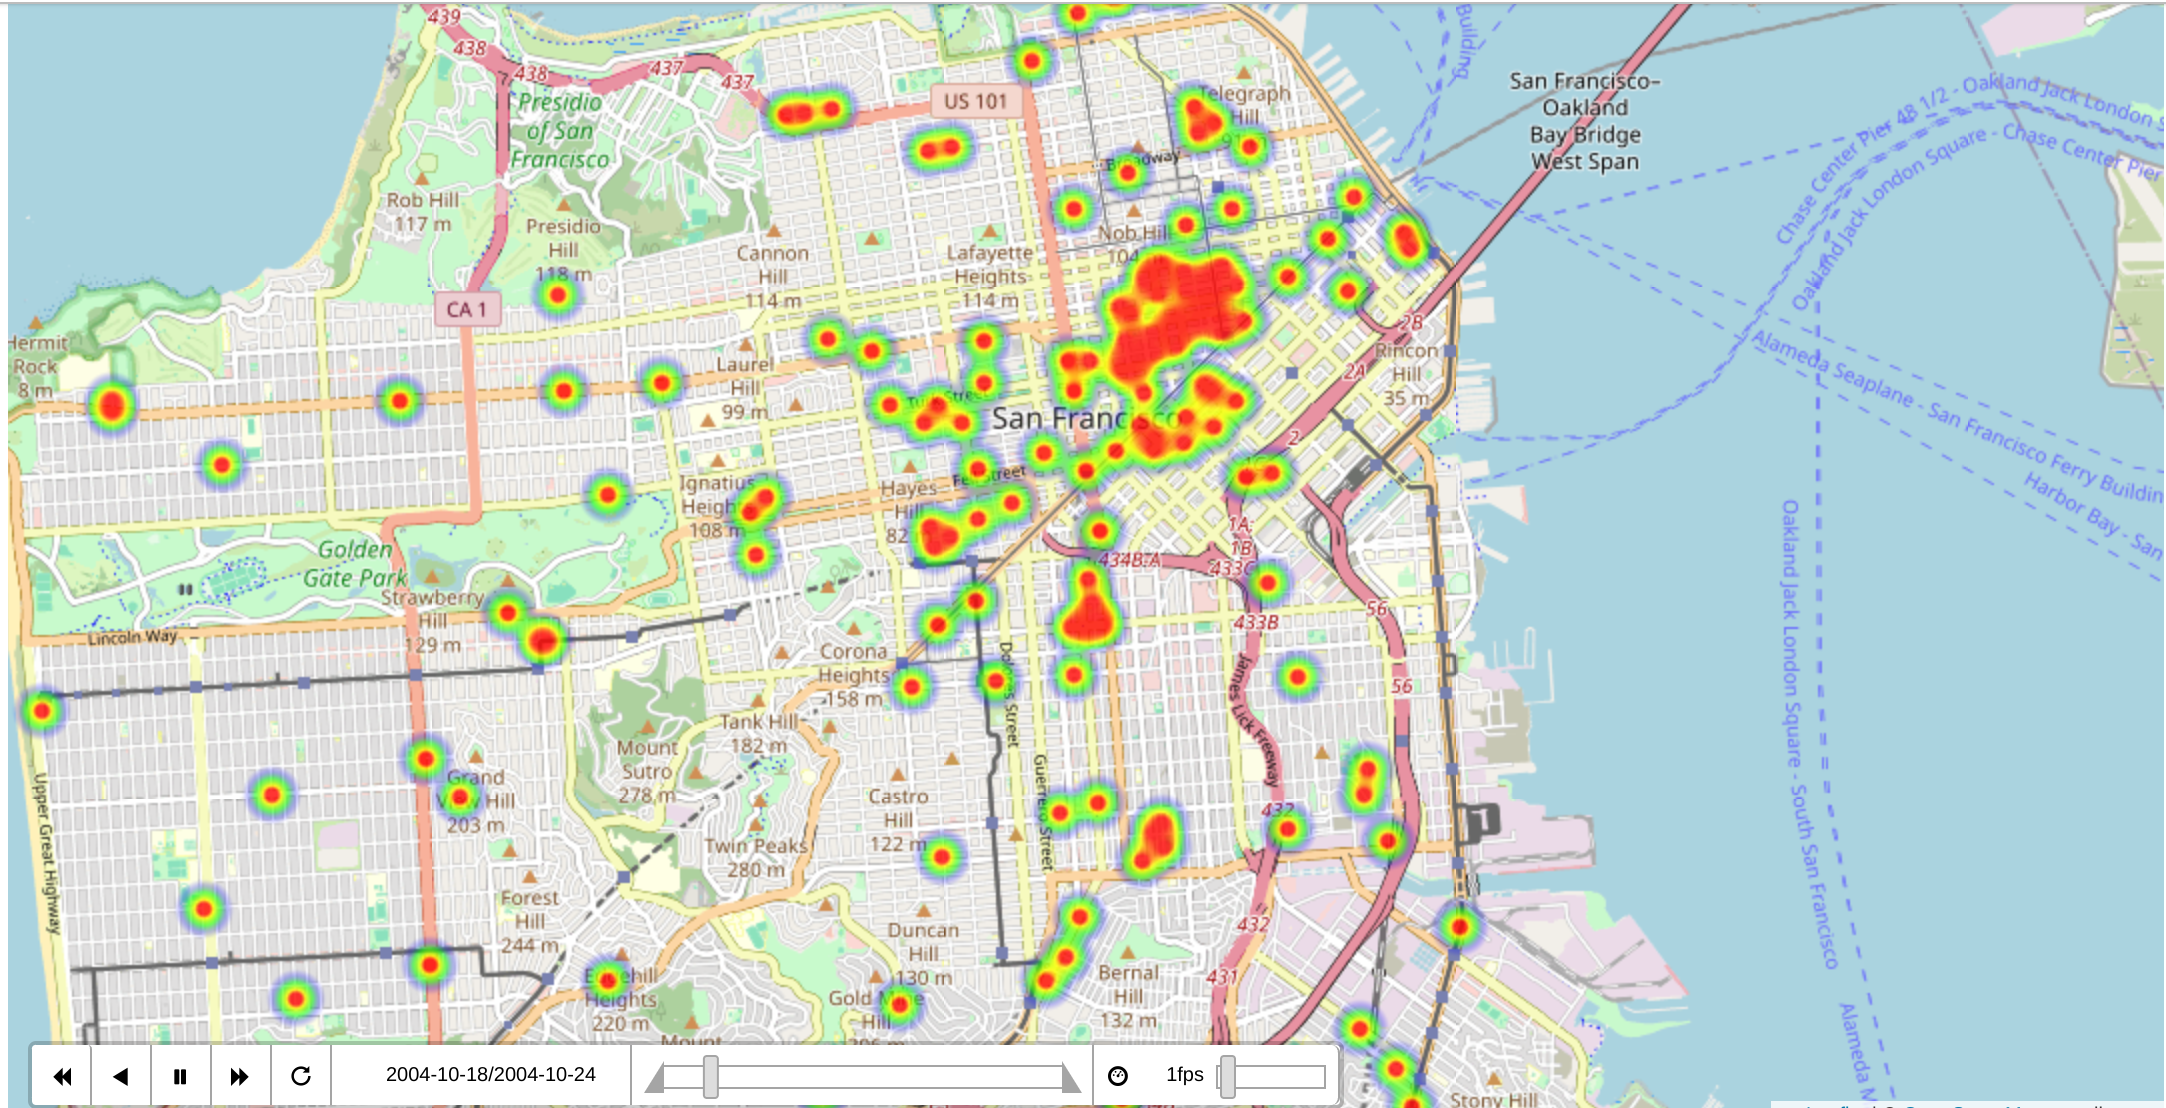 439
438
438
437
437
Presidio
of San
Francisco
US 101
Telegraph
Hill
Building
San Francisco–
Oakland
Bay Bridge
West Span
Chase Center Pier 48 1/2 - Oakland Jack London S
Oakland Jack London Square - Chase Center Pier
Broadway
Rob Hill
117 m
Presidio
Hill
118 m
Cannon
Hill
114 m
Lafayette
Heights
114 m
Nob Hill
104
CA 1
Hermit
Rock
8 m
Laurel
Hill
99 m
Turk Street
San Francisco
2B
2A
2
Rincon
Hill
35 m
Alameda Seaplane - San Francisco Ferry Buildin
Harbor Bay - San
Ignatius
Heights
108 m
Hayes
Hill
82
Fell Street
Golden
Gate Park
Strawberry
Hill
129 m
Lincoln Way
1A;
1B
434B-A
433C
433B
56
56
Corona
Heights
158 m
Dolores Street
James Lick Freeway
Tank Hill
182 m
Mount
Sutro
278 m
Grand
View Hill
203 m
Upper Great Highway
Guerrero Street
Castro
Hill
122 m
Twin Peaks
280 m
432
432
431
Forest
Hill
244 m
Duncan
Hill
130 m
Edgehill
Heights
220 m
Gold Mine
Hill
Bernal
Hill
132 m
Mount
Oakland Jack London Square - South San Francisco
Alameda M
Stony Hill
2004-10-18/2004-10-24
1fps